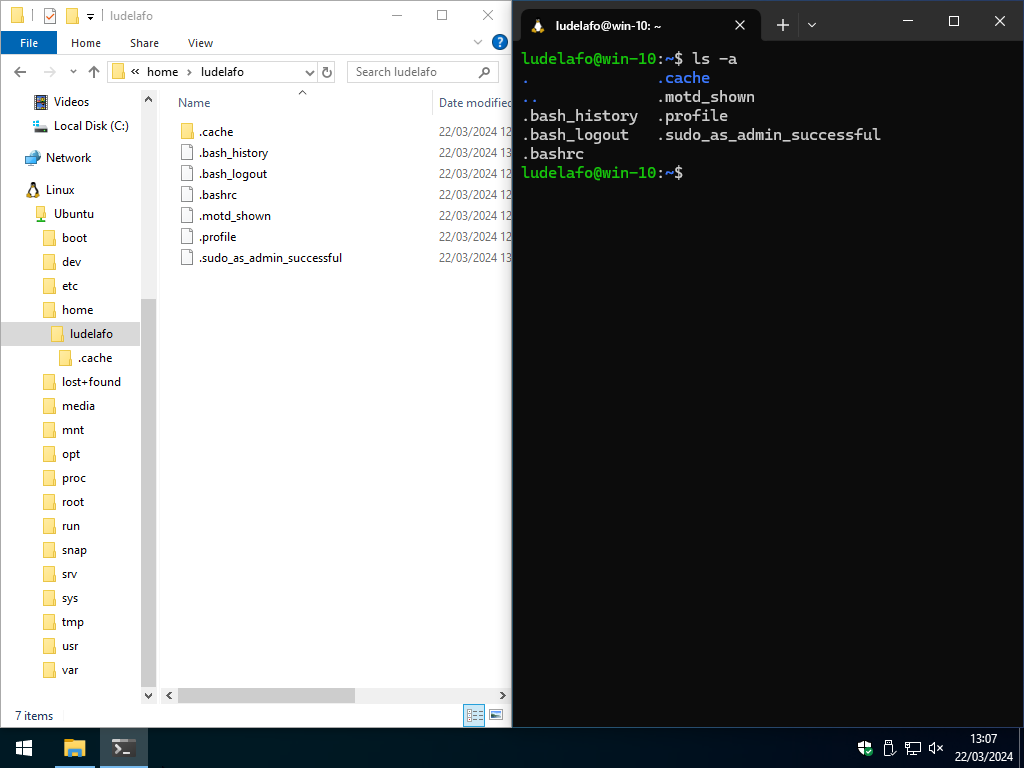 ludelafo
File Home Share View
« home › ludelafo
Search ludelafo
Videos
Local Disk (C:)
Network
Linux
Ubuntu
boot
dev
etc
home
ludelafo
.cache
lost+found
media
mnt
opt
proc
root
run
snap
srv
sys
tmp
usr
var
Name Date modified
.cache 22/03/2024 12
.bash_history 22/03/2024 13
.bash_logout 22/03/2024 12
.bashrc 22/03/2024 12
.motd_shown 22/03/2024 12
.profile 22/03/2024 12
.sudo_as_admin_successful 22/03/2024 13
7 items
ludelafo@win-10: ~
ludelafo@win-10:~$ ls -a
. .cache
.. .motd_shown
.bash_history .profile
.bash_logout .sudo_as_admin_successful
.bashrc
ludelafo@win-10:~$
13:07
22/03/2024